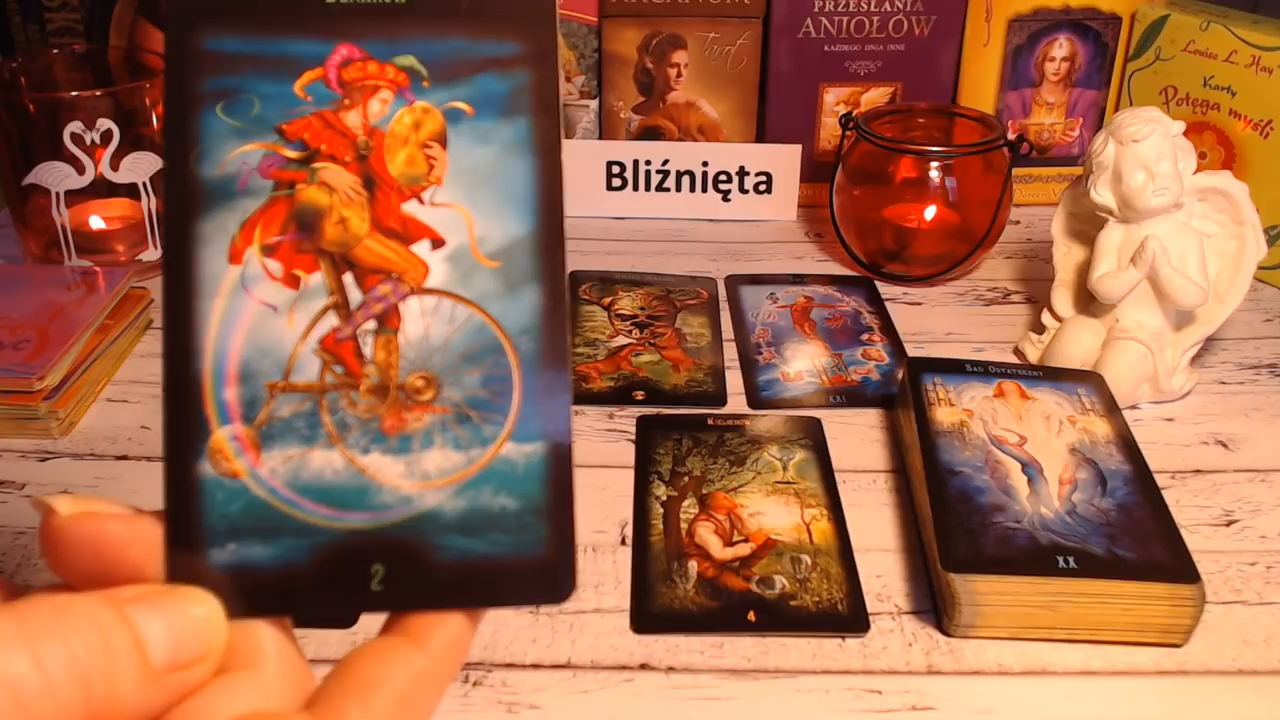 2
ARCANUM
Tarot
PRZESŁANIA
ANIOŁÓW
KAŻDEGO DNIA INNE
Louise L. Hay
Karty
Potęga myśli
Bliźnięta
XXI
Kielichów
4
Sąd Ostateczny
XX